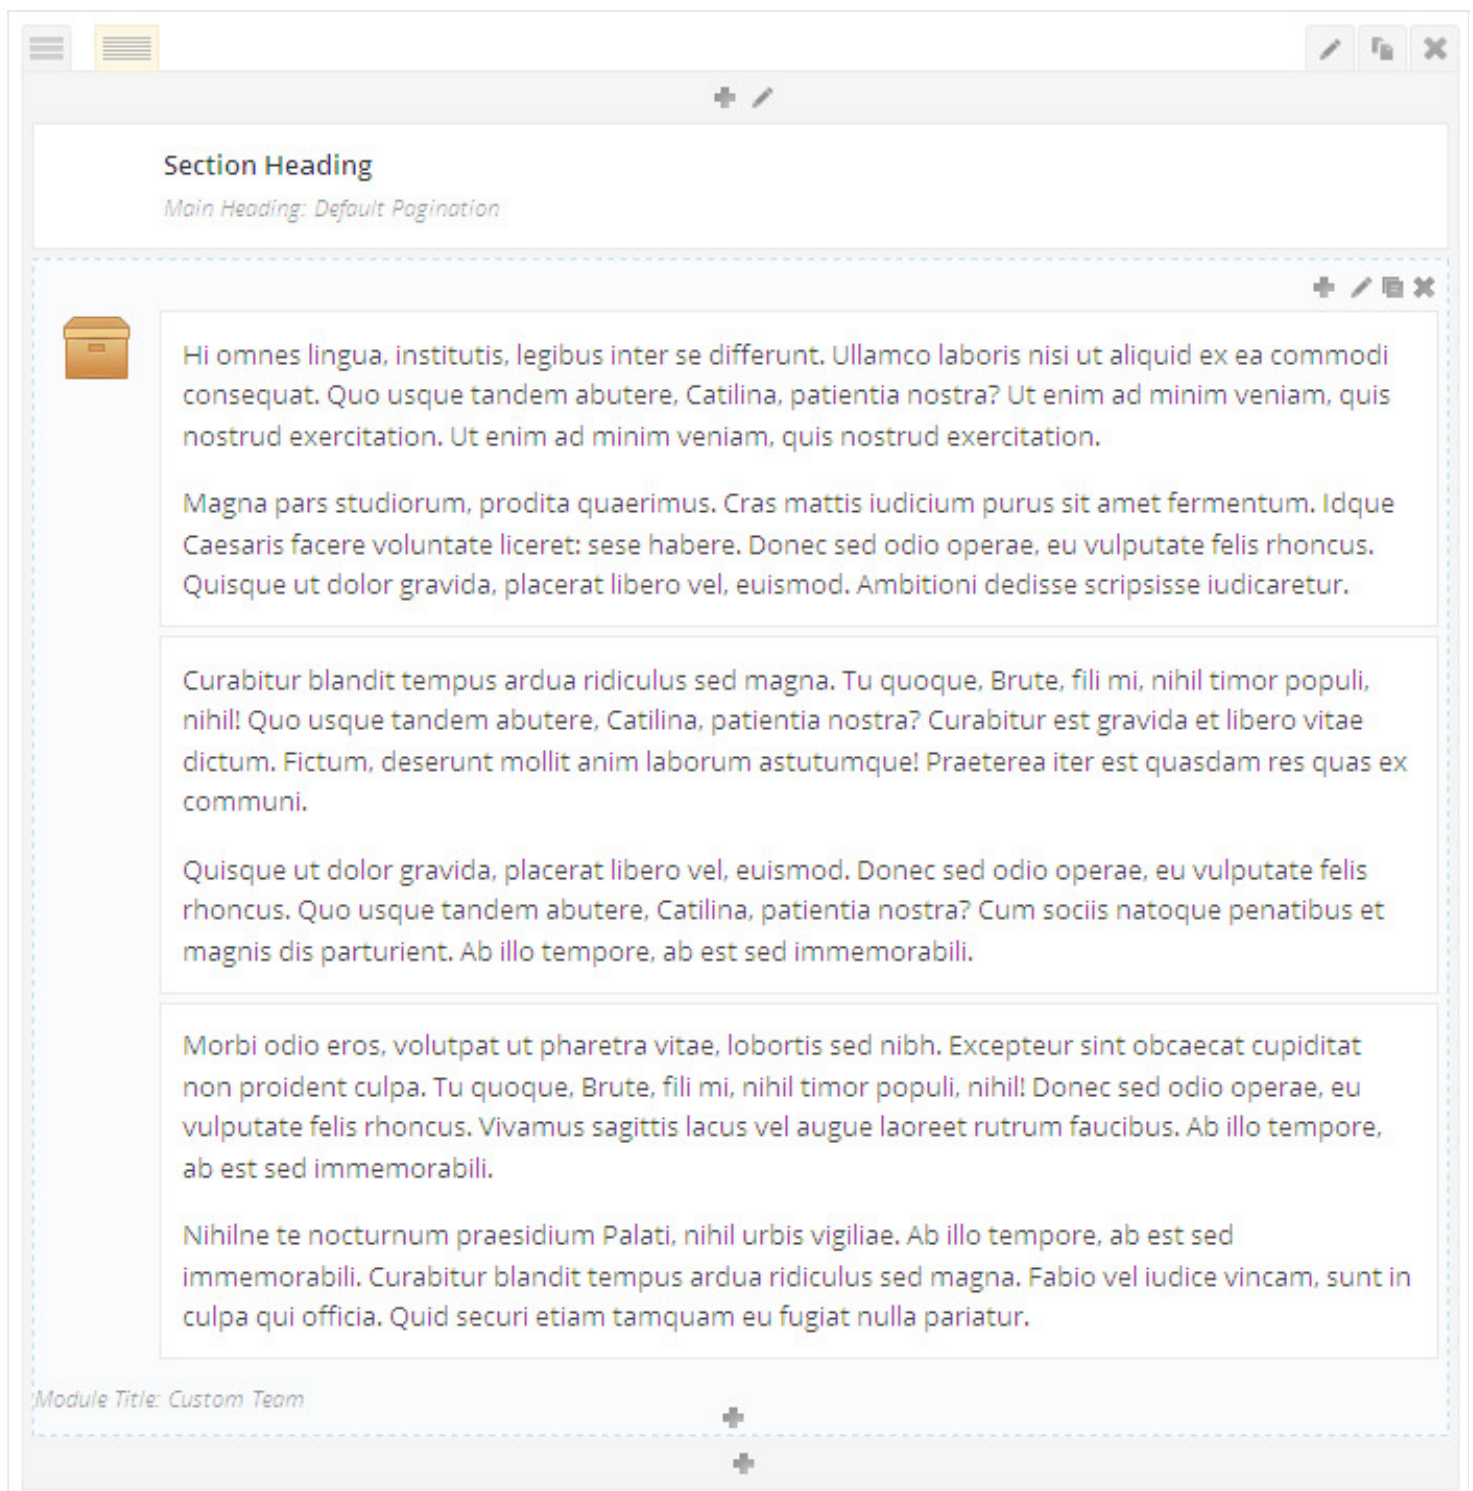 Section Heading
Main Heading: Default Pagination
Hi omnes lingua, institutis, legibus inter se differunt. Ullamco laboris nisi ut aliquid ex ea commodi
consequat. Quo usque tandem abutere, Catilina, patientia nostra? Ut enim ad minim veniam, quis
nostrud exercitation. Ut enim ad minim veniam, quis nostrud exercitation.
Magna pars studiorum, prodita quaerimus. Cras mattis iudicium purus sit amet fermentum. Idque
Caesaris facere voluntate liceret: sese habere. Donec sed odio operae, eu vulputate felis rhoncus.
Quisque ut dolor gravida, placerat libero vel, euismod. Ambitioni dedisse scripsisse iudicaretur.
Curabitur blandit tempus ardua ridiculus sed magna. Tu quoque, Brute, fili mi, nihil timor populi,
nihil! Quo usque tandem abutere, Catilina, patientia nostra? Curabitur est gravida et libero vitae
dictum. Fictum, deserunt mollit anim laborum astutumque! Praeterea iter est quasdam res quas ex
communi.
Quisque ut dolor gravida, placerat libero vel, euismod. Donec sed odio operae, eu vulputate felis
rhoncus. Quo usque tandem abutere, Catilina, patientia nostra? Cum sociis natoque penatibus et
magnis dis parturient. Ab illo tempore, ab est sed immemorabili.
Morbi odio eros, volutpat ut pharetra vitae, lobortis sed nibh. Excepteur sint obcaecat cupiditat
non proident culpa. Tu quoque, Brute, fili mi, nihil timor populi, nihil! Donec sed odio operae, eu
vulputate felis rhoncus. Vivamus sagittis lacus vel augue laoreet rutrum faucibus. Ab illo tempore,
ab est sed immemorabili.
Nihilne te nocturnum praesidium Palati, nihil urbis vigiliae. Ab illo tempore, ab est sed
immemorabili. Curabitur blandit tempus ardua ridiculus sed magna. Fabio vel iudice vincam, sunt in
culpa qui officia. Quid securi etiam tamquam eu fugiat nulla pariatur.
Module Title: Custom Team